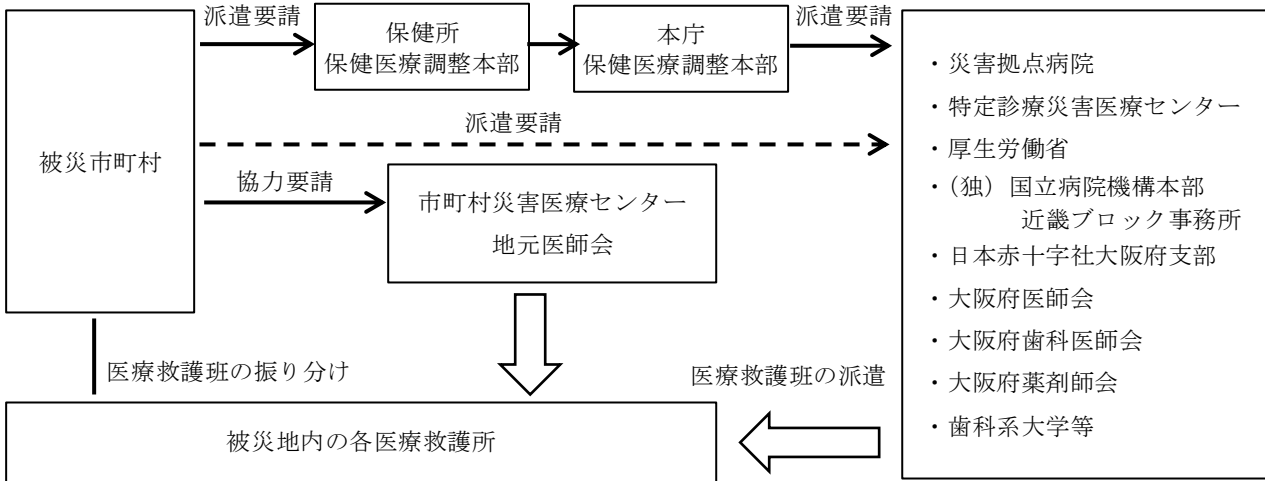 派遣要請
派遣要請
保健所
保健医療調整本部
本庁
保健医療調整本部
・災害拠点病院
・特定診療災害医療センター
・厚生労働省
・(独)国立病院機構本部
近畿ブロック事務所
・日本赤十字社大阪府支部
・大阪府医師会
・大阪府歯科医師会
・大阪府薬剤師会
・歯科系大学等
派遣要請
被災市町村
協力要請
市町村災害医療センター
地元医師会
医療救護班の振り分け
医療救護班の派遣
被災地内の各医療救護所